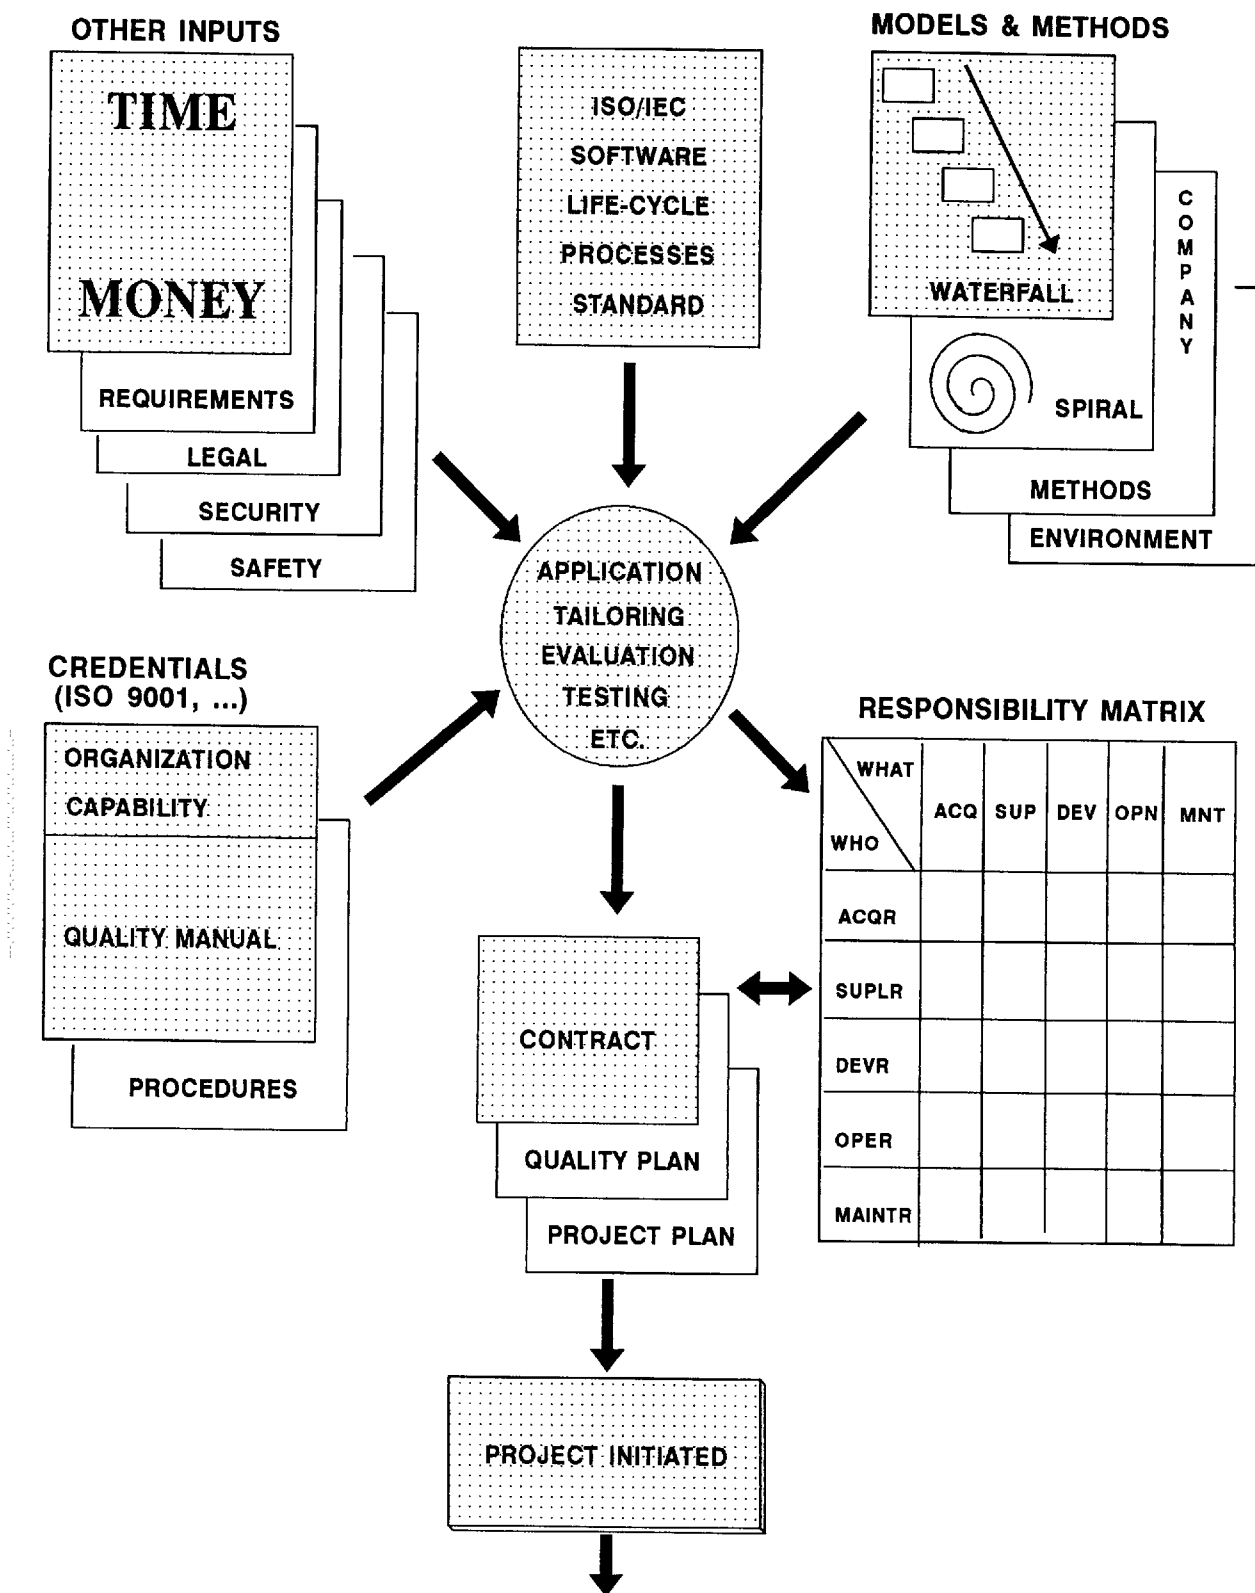 OTHER INPUTS
TIME
MONEY
REQUIREMENTS
LEGAL
SECURITY
SAFETY
ISO/IEC
SOFTWARE
LIFE-CYCLE
PROCESSES
STANDARD
MODELS & METHODS
WATERFALL
SPIRAL
COMPANY
METHODS
ENVIRONMENT
APPLICATION
TAILORING
EVALUATION
TESTING
ETC.
CREDENTIALS
(ISO 9001, ...)
ORGANIZATION
CAPABILITY
QUALITY MANUAL
PROCEDURES
RESPONSIBILITY MATRIX
WHAT
WHO
ACQ SUP DEV OPN MNT
ACQR
SUPLR
DEVR
OPER
MAINTR
CONTRACT
QUALITY PLAN
PROJECT PLAN
PROJECT INITIATED